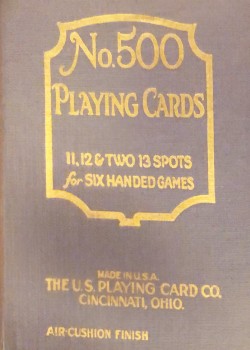 No. 500
PLAYING CARDS
11, 12 & TWO 13 SPOTS
for SIX HANDED GAMES
MADE IN U.S.A.
THE U.S. PLAYING CARD CO.
CINCINNATI, OHIO.
AIR-CUSHION FINISH